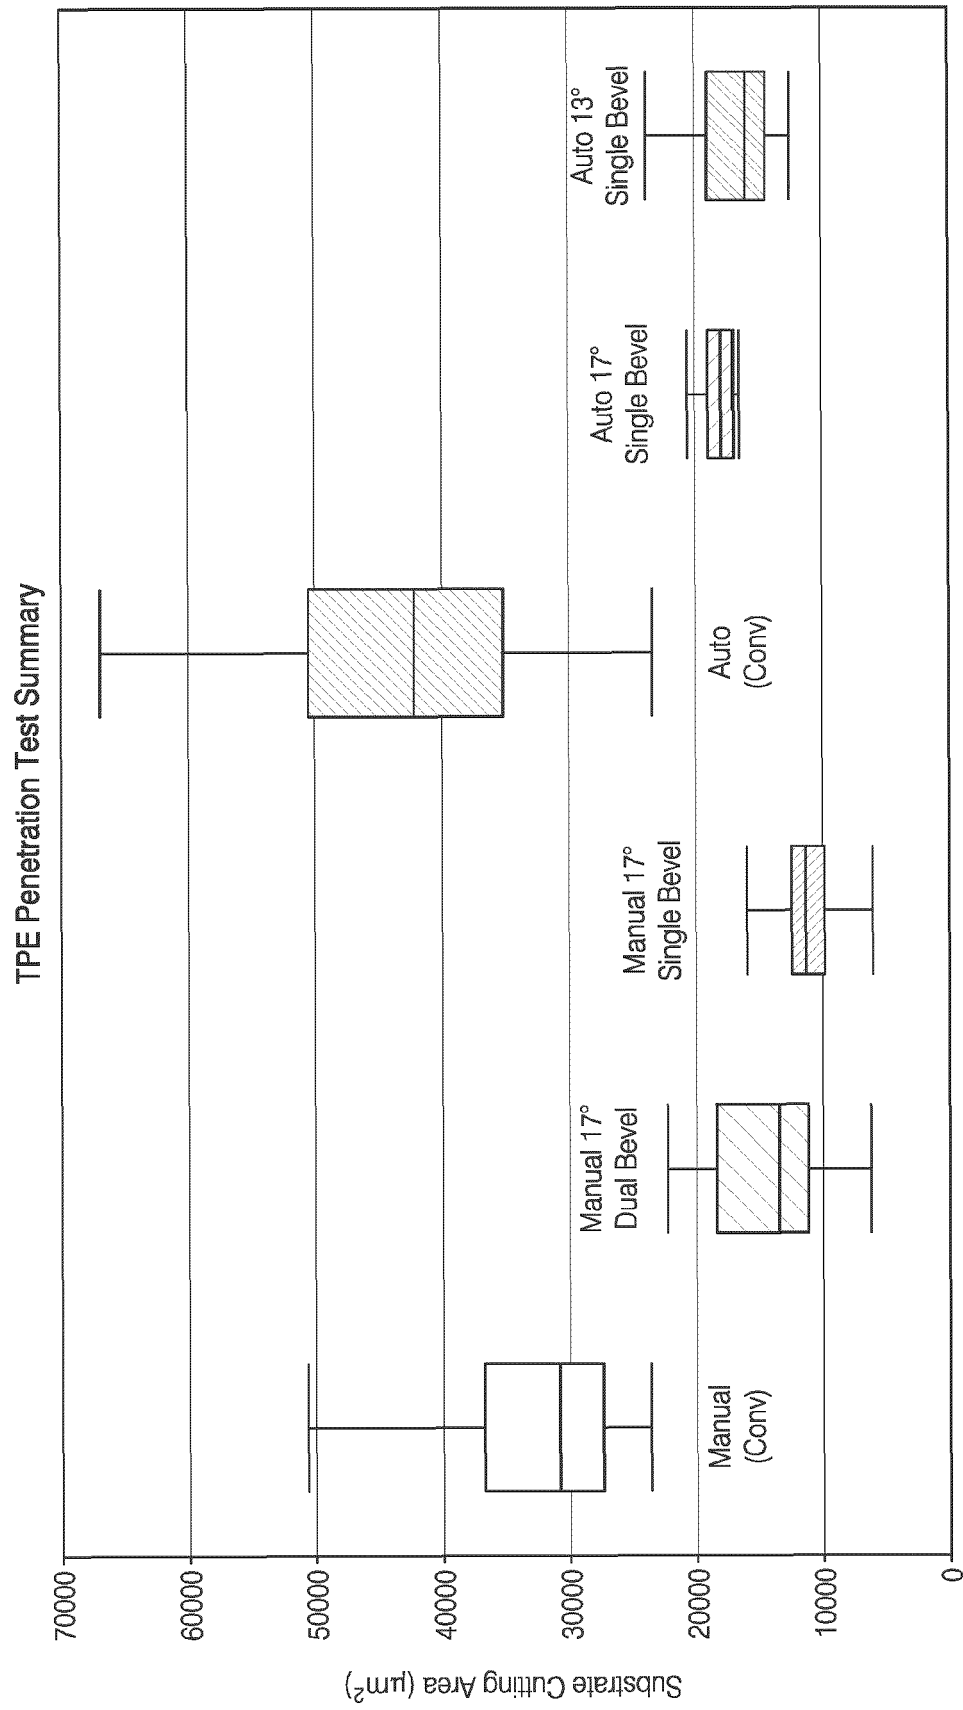 TPE Penetration Test Summary
Substrate Cutting Area (μm²)
70000
60000
50000
40000
30000
20000
10000
0
Manual
(Conv)
Manual 17°
Dual Bevel
Manual 17°
Single Bevel
Auto
(Conv)
Auto 17°
Single Bevel
Auto 13°
Single Bevel